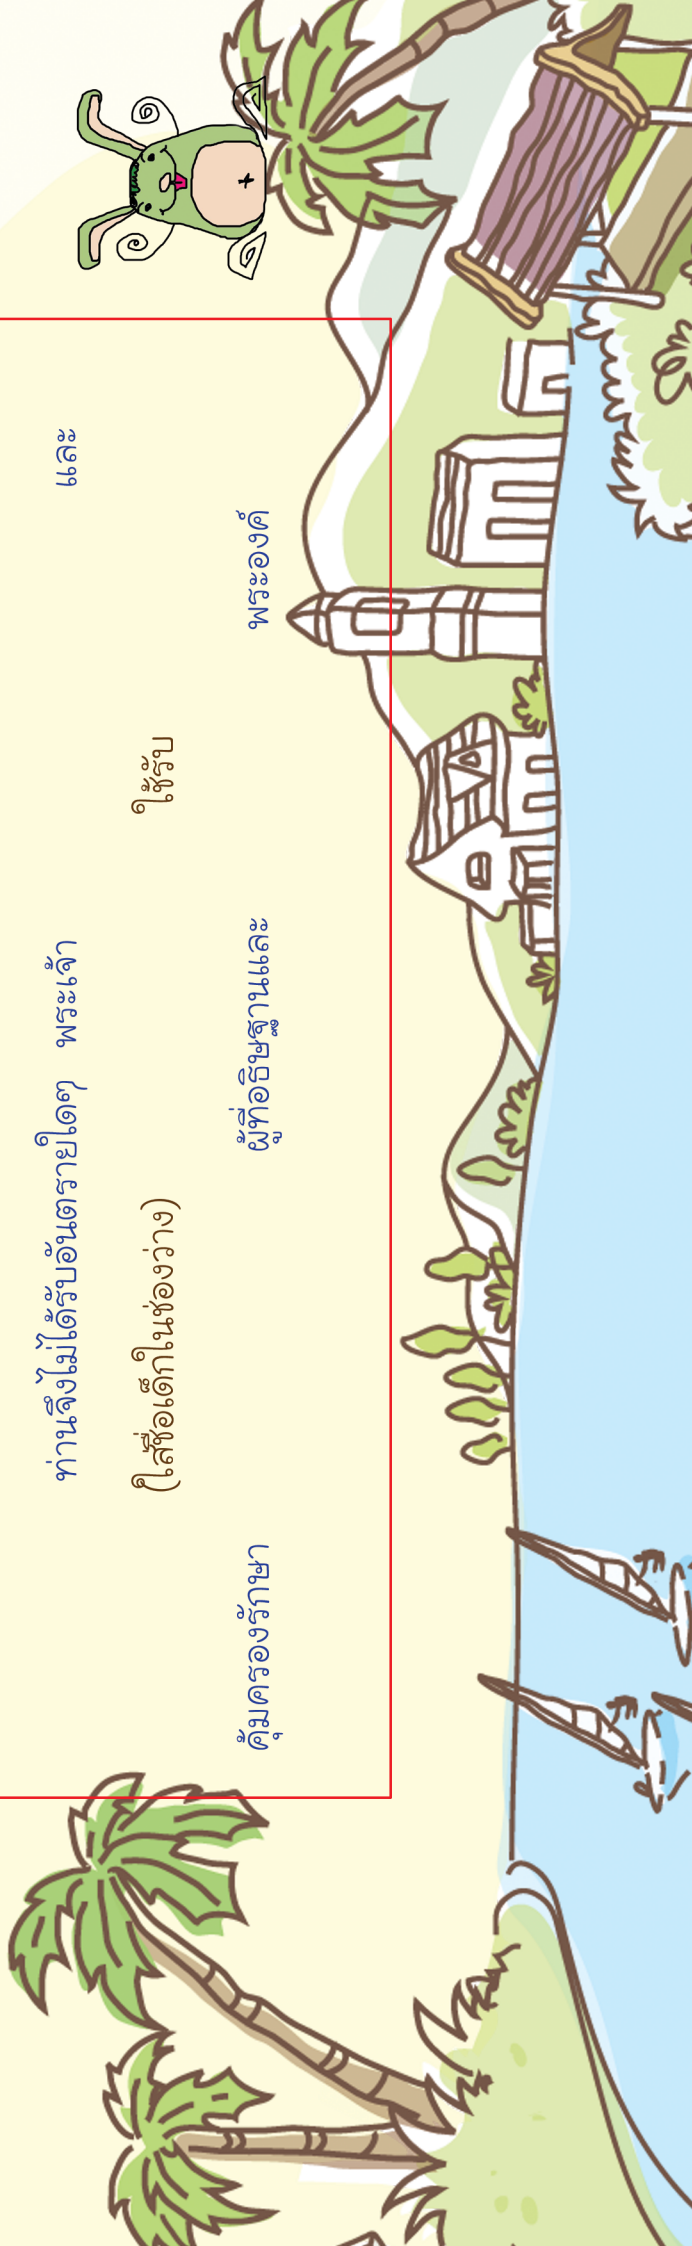 ท่านจึงไม่ได้รับอันตรายใดๆ พระเจ้า และ
(ใส่ชื่อเด็กในช่องว่าง) ใช้รับ
คุ้มครองรักษา ผู้ที่อธิษฐานและ พระองค์